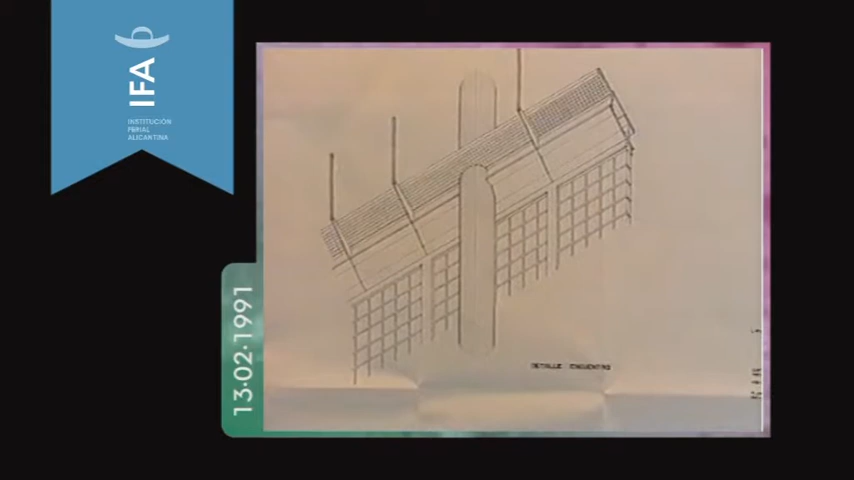 IFA
INSTITUCIÓN
FERIAL
ALICANTINA
13·02·1991
DETALLE ENCUENTRO